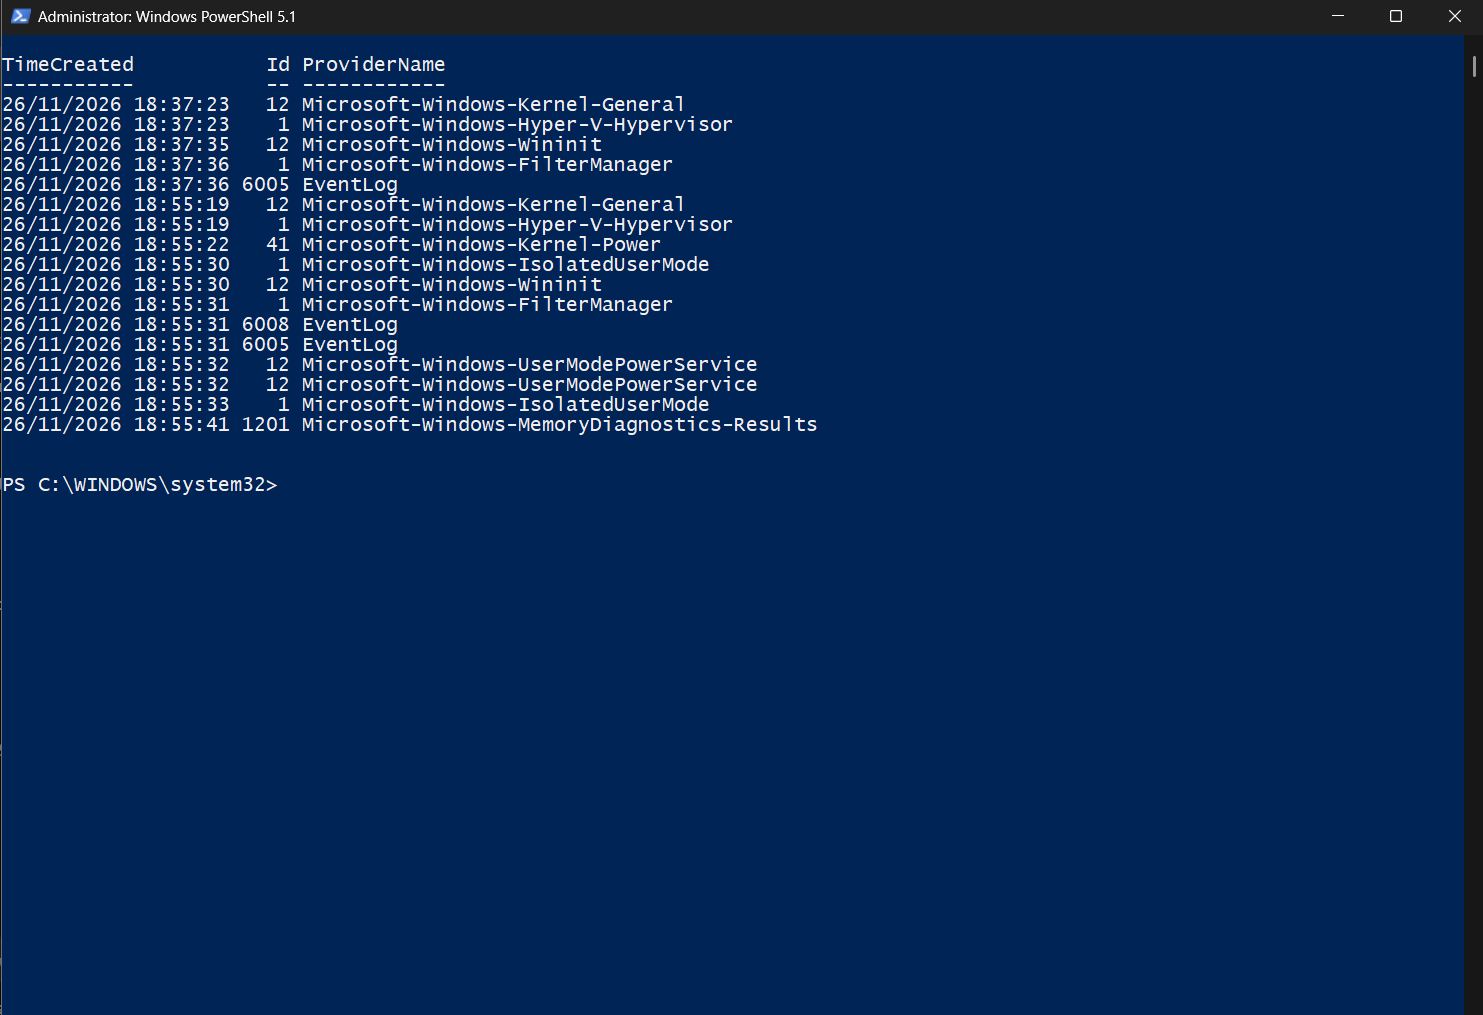 Administrator: Windows PowerShell 5.1
TimeCreated           Id ProviderName
-----------           -- ------------
26/11/2026 18:37:23   12 Microsoft-Windows-Kernel-General
26/11/2026 18:37:23    1 Microsoft-Windows-Hyper-V-Hypervisor
26/11/2026 18:37:35   12 Microsoft-Windows-Wininit
26/11/2026 18:37:36    1 Microsoft-Windows-FilterManager
26/11/2026 18:37:36 6005 EventLog
26/11/2026 18:55:19   12 Microsoft-Windows-Kernel-General
26/11/2026 18:55:19    1 Microsoft-Windows-Hyper-V-Hypervisor
26/11/2026 18:55:22   41 Microsoft-Windows-Kernel-Power
26/11/2026 18:55:30    1 Microsoft-Windows-IsolatedUserMode
26/11/2026 18:55:30   12 Microsoft-Windows-Wininit
26/11/2026 18:55:31    1 Microsoft-Windows-FilterManager
26/11/2026 18:55:31 6008 EventLog
26/11/2026 18:55:31 6005 EventLog
26/11/2026 18:55:32   12 Microsoft-Windows-UserModePowerService
26/11/2026 18:55:32   12 Microsoft-Windows-UserModePowerService
26/11/2026 18:55:33    1 Microsoft-Windows-IsolatedUserMode
26/11/2026 18:55:41 1201 Microsoft-Windows-MemoryDiagnostics-Results
PS C:\WINDOWS\system32>